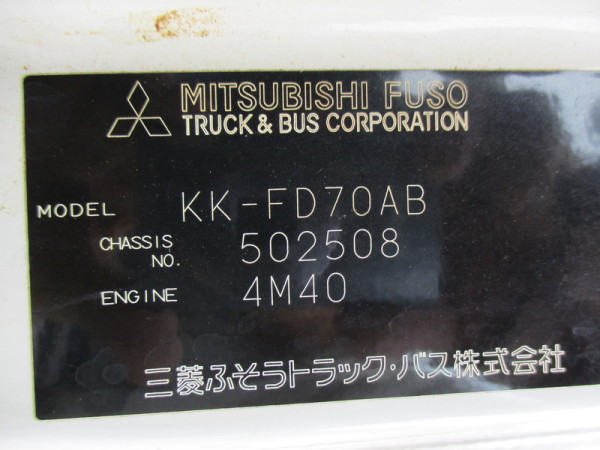 MITSUBISHI FUSO
TRUCK & BUS CORPORATION
MODEL KK-FD70AB
CHASSIS NO. 502508
ENGINE 4M40
三菱ふそうトラック・バス株式会社